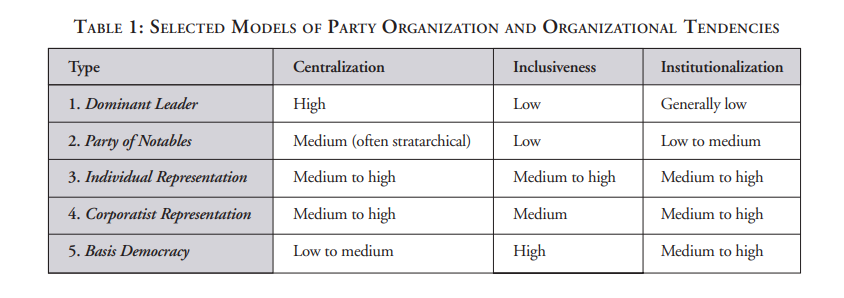 TABLE 1: SELECTED MODELS OF PARTY ORGANIZATION AND ORGANIZATIONAL TENDENCIES
Type Centralization Inclusiveness Institutionalization
1. Dominant Leader High Low Generally low
2. Party of Notables Medium (often stratarchical) Low Low to medium
3. Individual Representation Medium to high Medium to high Medium to high
4. Corporatist Representation Medium to high Medium Medium to high
5. Basis Democracy Low to medium High Medium to high